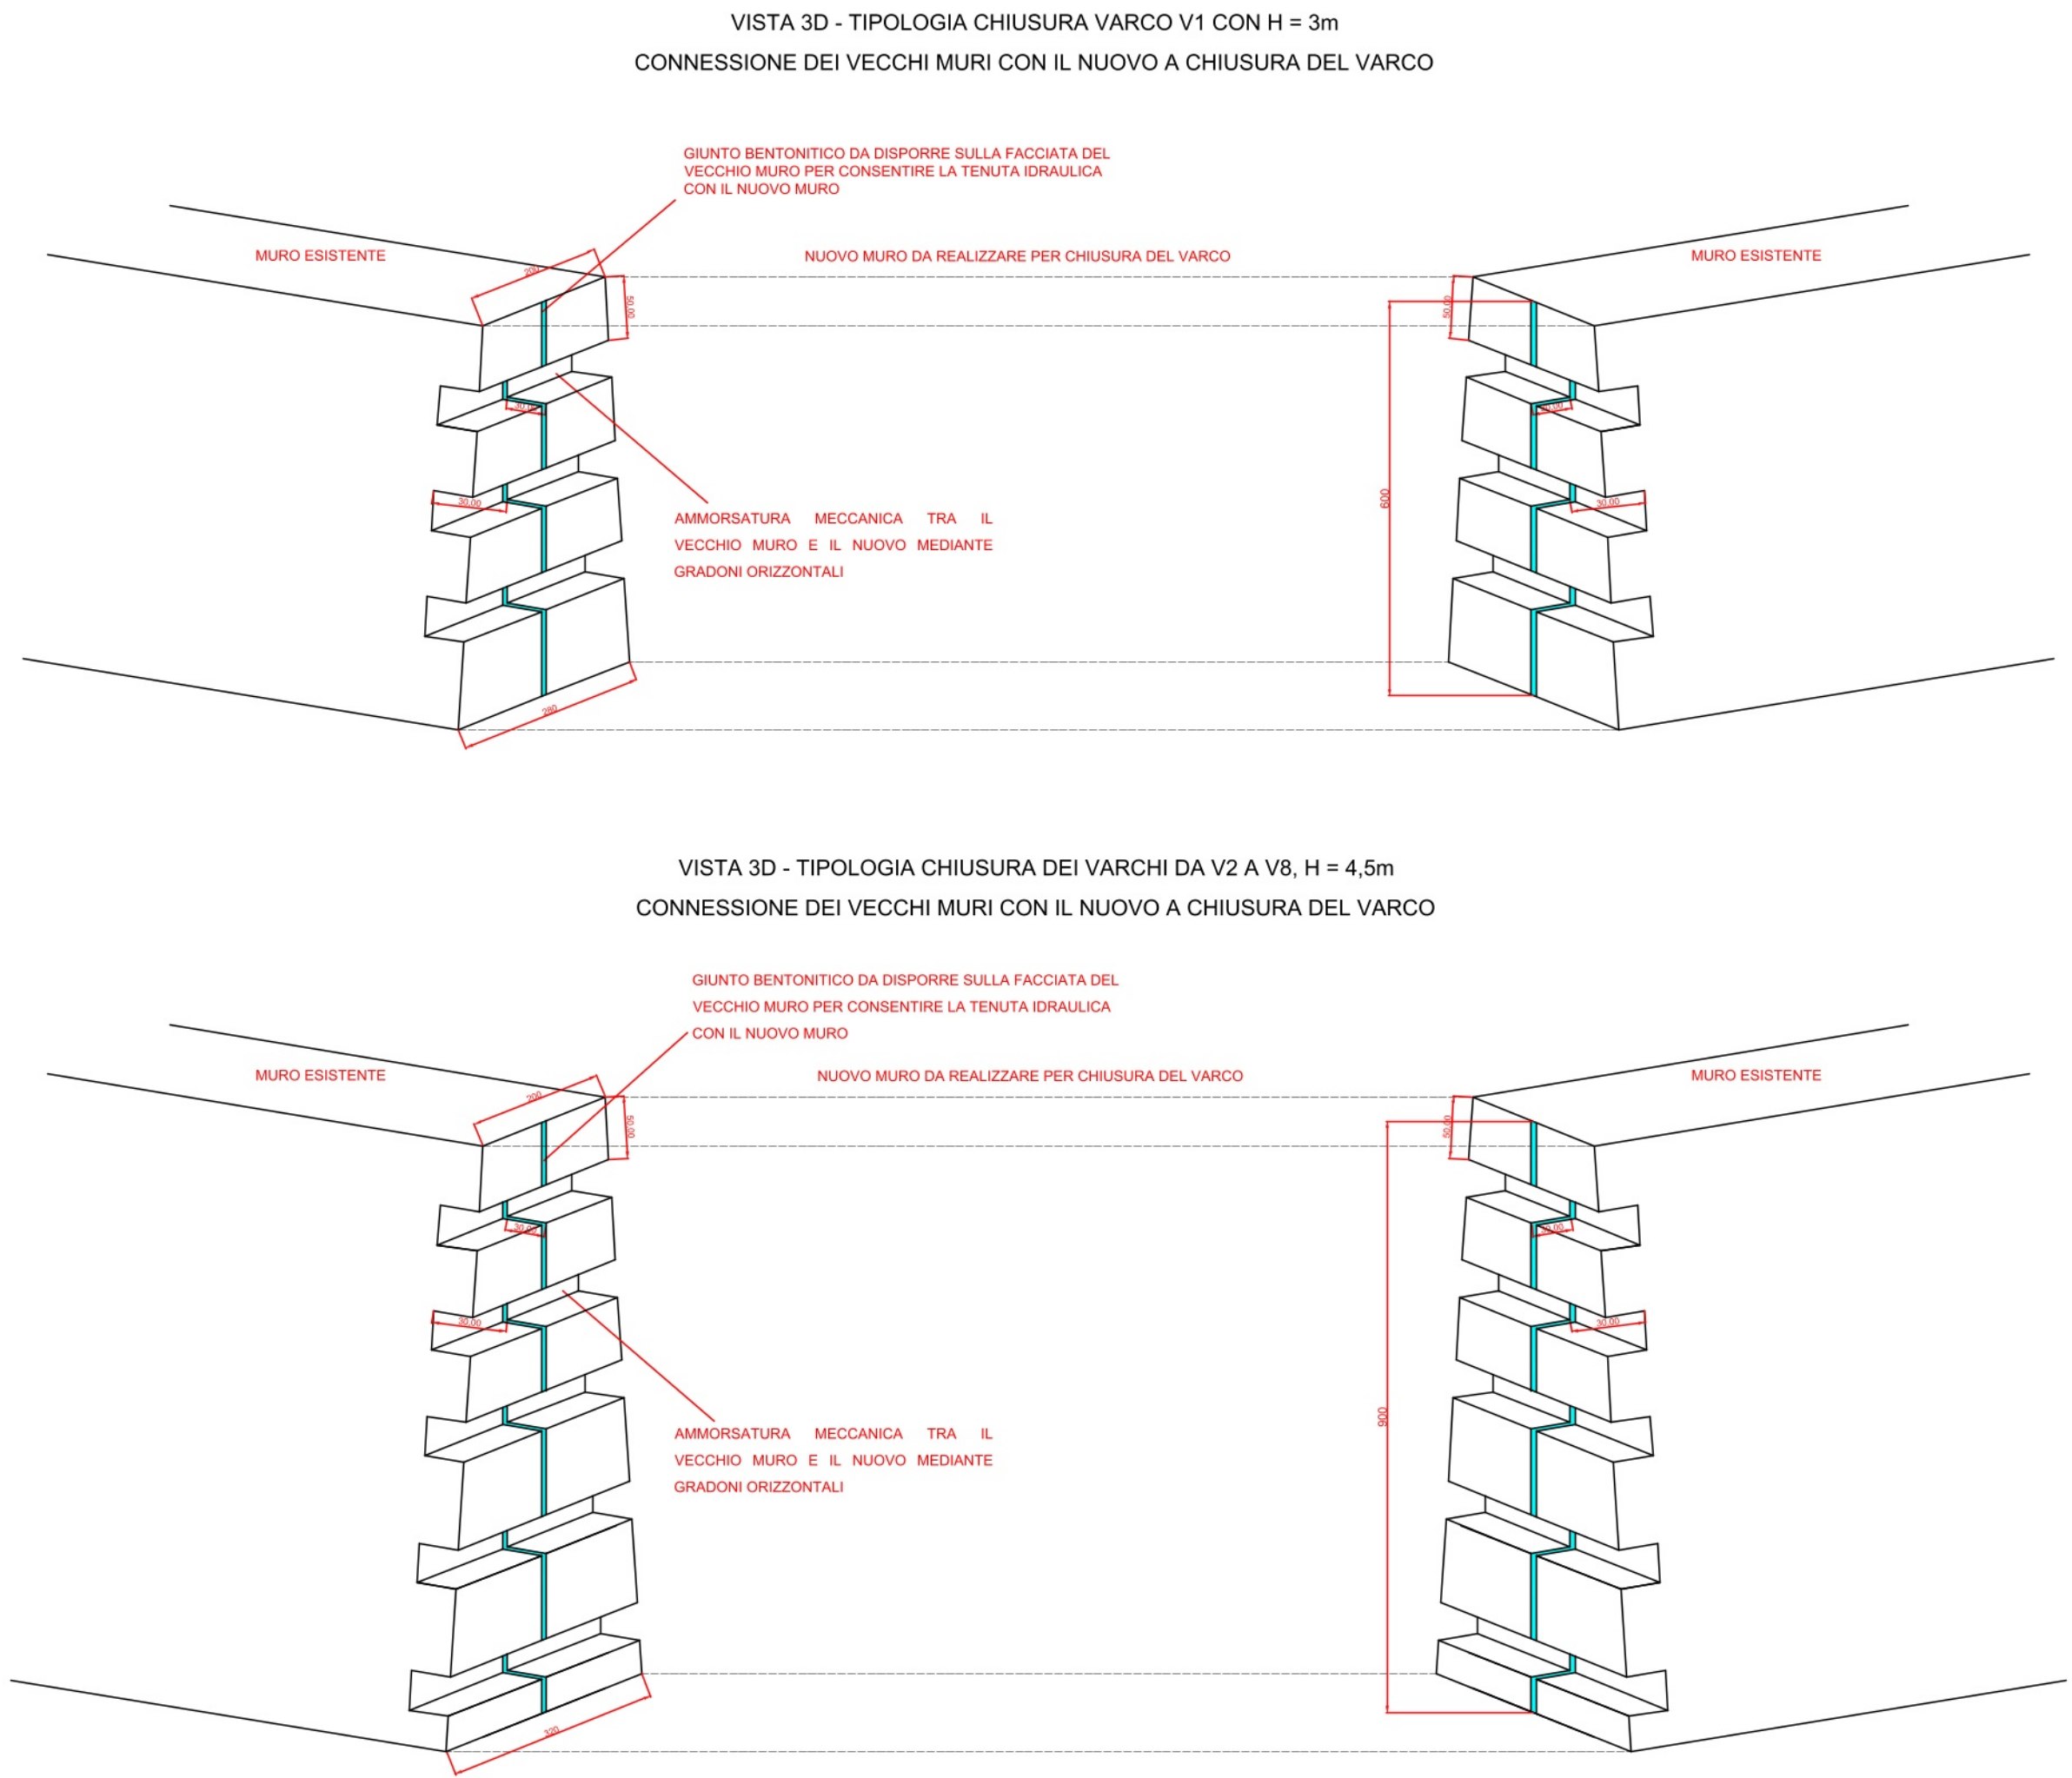 VISTA 3D - TIPOLOGIA CHIUSURA VARCO V1 CON H = 3m
CONNESSIONE DEI VECCHI MURI CON IL NUOVO A CHIUSURA DEL VARCO
GIUNTO BENTONITICO DA DISPORRE SULLA FACCIATA DEL
VECCHIO MURO PER CONSENTIRE LA TENUTA IDRAULICA
CON IL NUOVO MURO
MURO ESISTENTE
NUOVO MURO DA REALIZZARE PER CHIUSURA DEL VARCO
MURO ESISTENTE
200
50,00
50,00
30,00
30,00
30,00
30,00
600
AMMORSATURA MECCANICA TRA IL
VECCHIO MURO E IL NUOVO MEDIANTE
GRADONI ORIZZONTALI
280
VISTA 3D - TIPOLOGIA CHIUSURA DEI VARCHI DA V2 A V8, H = 4,5m
CONNESSIONE DEI VECCHI MURI CON IL NUOVO A CHIUSURA DEL VARCO
GIUNTO BENTONITICO DA DISPORRE SULLA FACCIATA DEL
VECCHIO MURO PER CONSENTIRE LA TENUTA IDRAULICA
CON IL NUOVO MURO
MURO ESISTENTE
NUOVO MURO DA REALIZZARE PER CHIUSURA DEL VARCO
MURO ESISTENTE
200
50,00
50,00
30,00
30,00
30,00
30,00
900
AMMORSATURA MECCANICA TRA IL
VECCHIO MURO E IL NUOVO MEDIANTE
GRADONI ORIZZONTALI
320